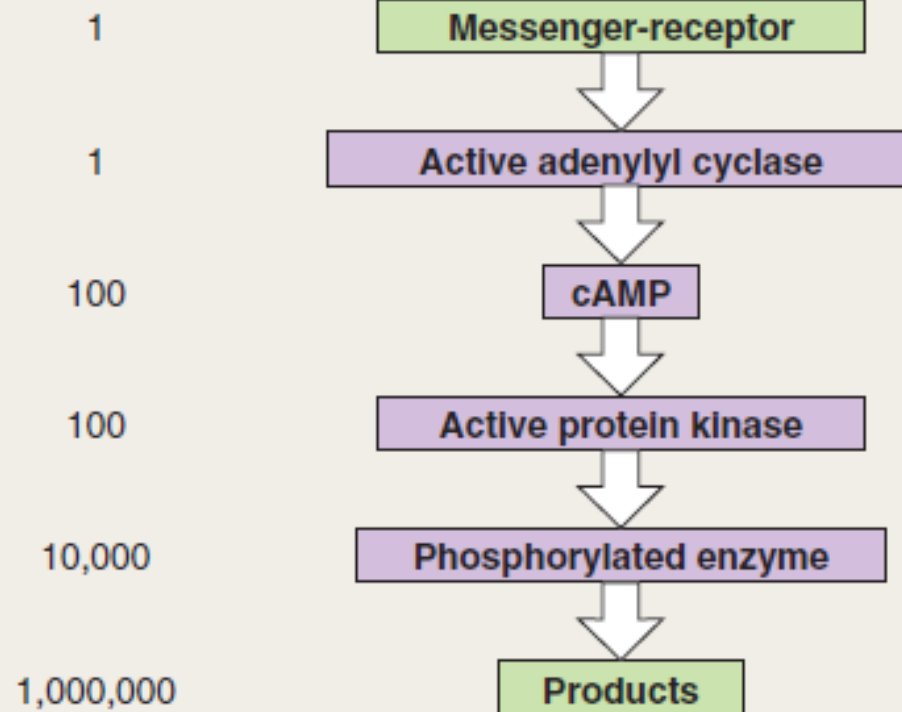 1 Messenger-receptor
1 Active adenylyl cyclase
100 cAMP
100 Active protein kinase
10,000 Phosphorylated enzyme
1,000,000 Products